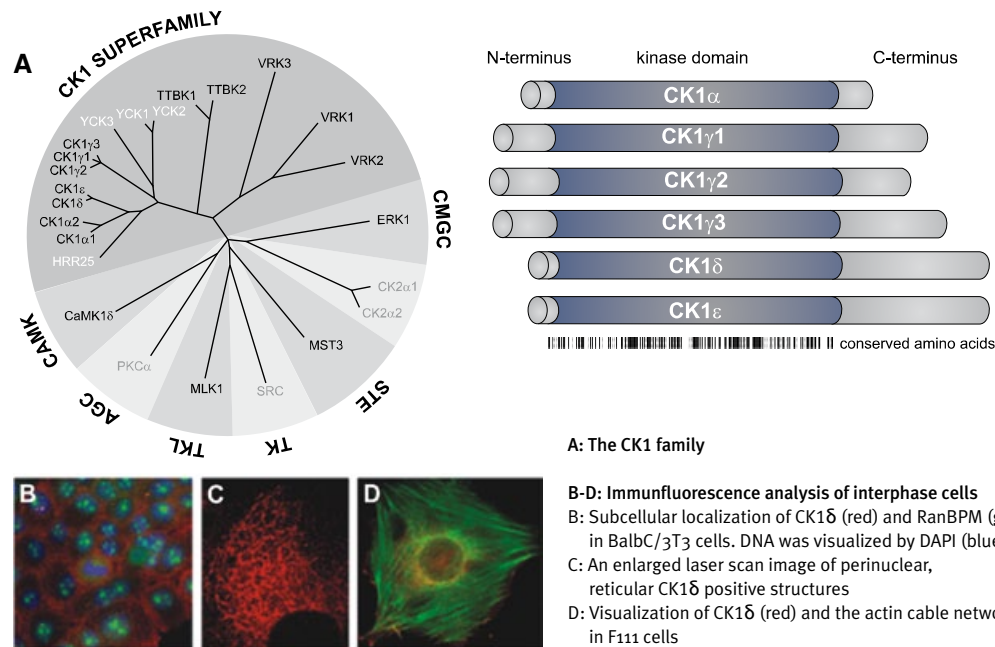 A
CK1 SUPERFAMILY
VRK3
TTBK2
TTBK1
VRK1
YCK1
YCK2
YCK3
VRK2
CK1γ3
CK1γ1
CK1γ2
CK1ε
CK1δ
CK1α2
CK1α1
HRR25
ERK1
CMGC
CK2α1
CK2α2
CaMK1δ
MST3
PKCα
MLK1
SRC
CAMK
AGC
TKL
TK
STE
N-terminus kinase domain C-terminus
CK1α
CK1γ1
CK1γ2
CK1γ3
CK1δ
CK1ε
conserved amino acids
B
C
D
A: The CK1 family
B-D: Immunfluorescence analysis of interphase cells
B: Subcellular localization of CK1δ (red) and RanBPM
in BalbC/3T3 cells. DNA was visualized by DAPI (blue
C: An enlarged laser scan image of perinuclear,
reticular CK1δ positive structures
D: Visualization of CK1δ (red) and the actin cable
in F111 cells